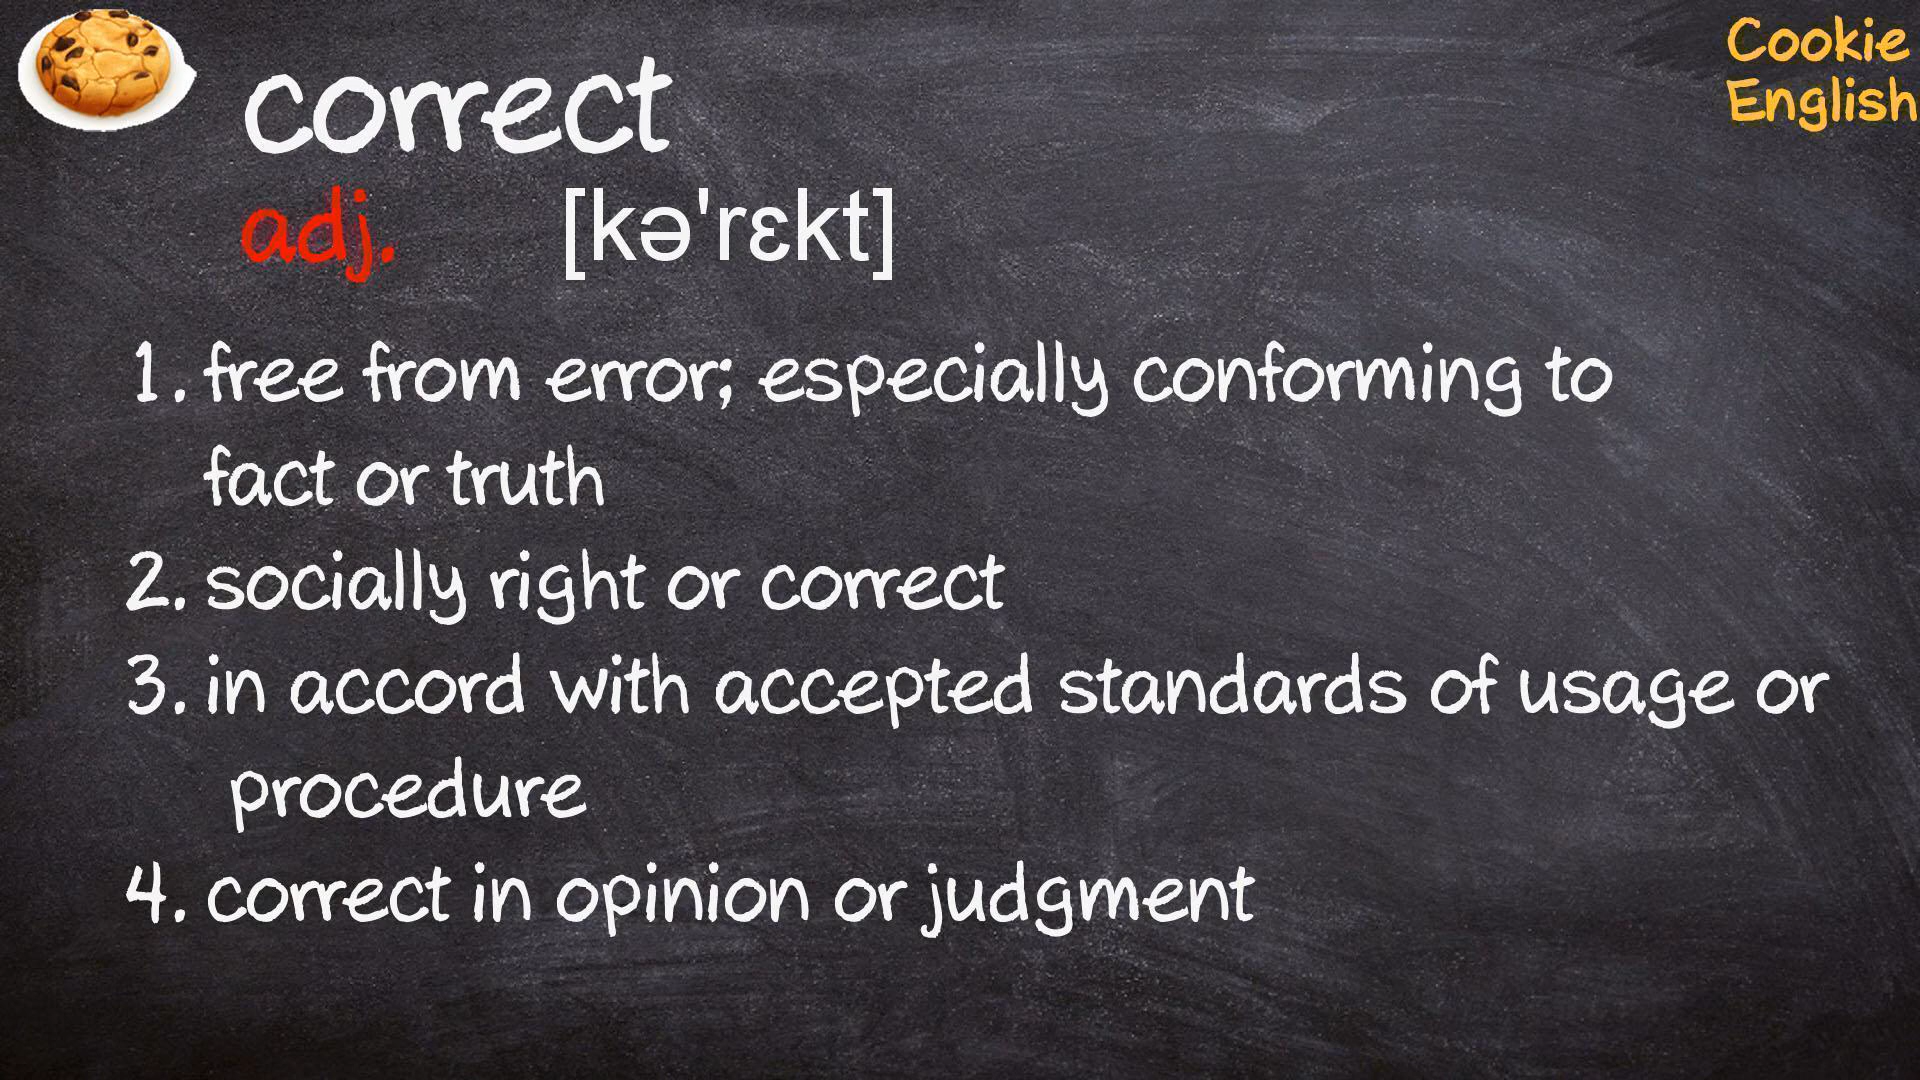 Cookie
English
correct
adj. [kə'rɛkt]
1. free from error; especially conforming to
fact or truth
2. socially right or correct
3. in accord with accepted standards of usage or
procedure
4. correct in opinion or judgment